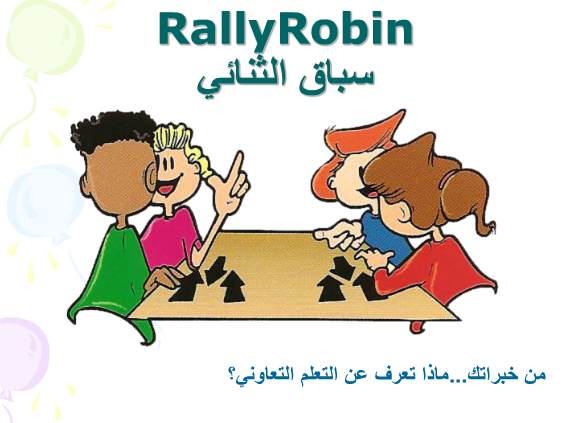 RallyRobin
سباق الثنائي
من خبراتك...ماذا تعرف عن التعلم التعاوني؟